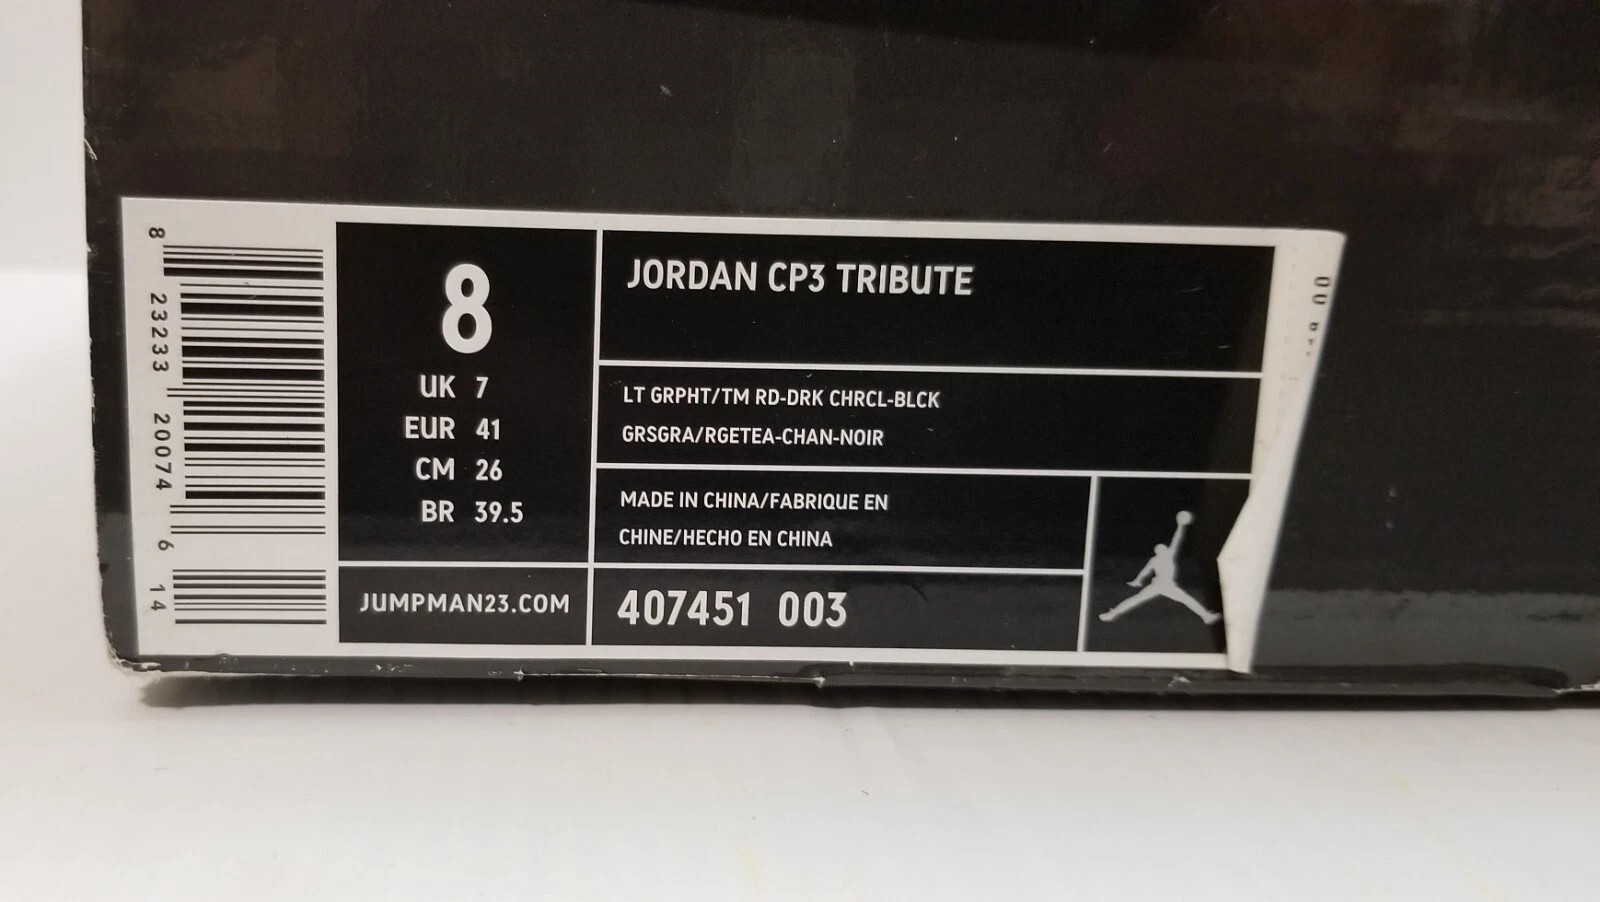 8 23233 20074 6 14
8
UK 7
EUR 41
CM 26
BR 39.5
JUMPMAN23.COM
JORDAN CP3 TRIBUTE
LT GRPHT/TM RD-DRK CHRCL-BLCK
GRSGRA/RGETEA-CHAN-NOIR
MADE IN CHINA/FABRIQUE EN
CHINE/HECHO EN CHINA
407451 003
00